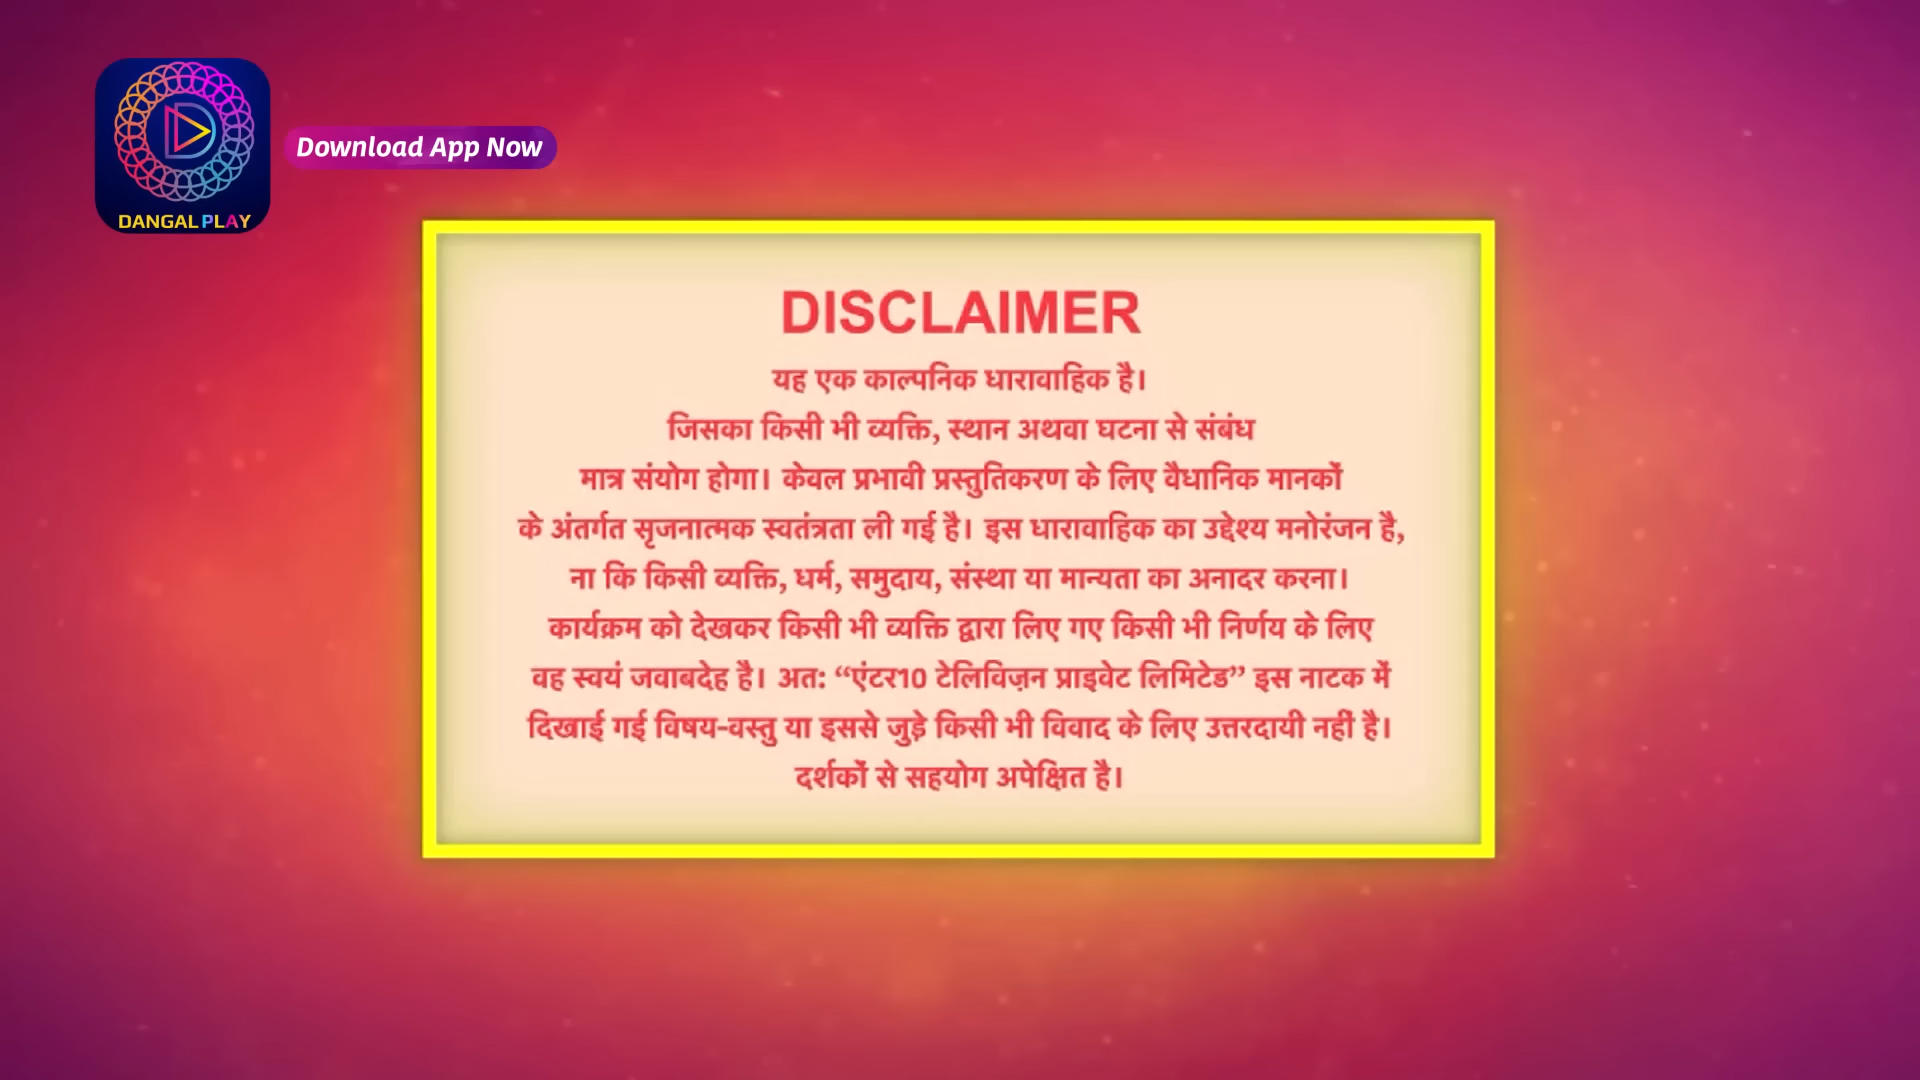 DANGAL PLAY
Download App Now
DISCLAIMER
यह एक काल्पनिक धारावाहिक है।
जिसका किसी भी व्यक्ति, स्थान अथवा घटना से संबंध
मात्र संयोग होगा। केवल प्रभावी प्रस्तुतिकरण के लिए वैधानिक मानकों
के अंतर्गत सृजनात्मक स्वतंत्रता ली गई है। इस धारावाहिक का उद्देश्य मनोरंजन है,
ना कि किसी व्यक्ति, धर्म, समुदाय, संस्था या मान्यता का अनादर करना।
कार्यक्रम को देखकर किसी भी व्यक्ति द्वारा लिए गए किसी भी निर्णय के लिए
वह स्वयं जवाबदेह है। अत: “एंटर10 टेलिविज़न प्राइवेट लिमिटेड” इस नाटक में
दिखाई गई विषय-वस्तु या इससे जुड़े किसी भी विवाद के लिए उत्तरदायी नहीं है।
दर्शकों से सहयोग अपेक्षित है।